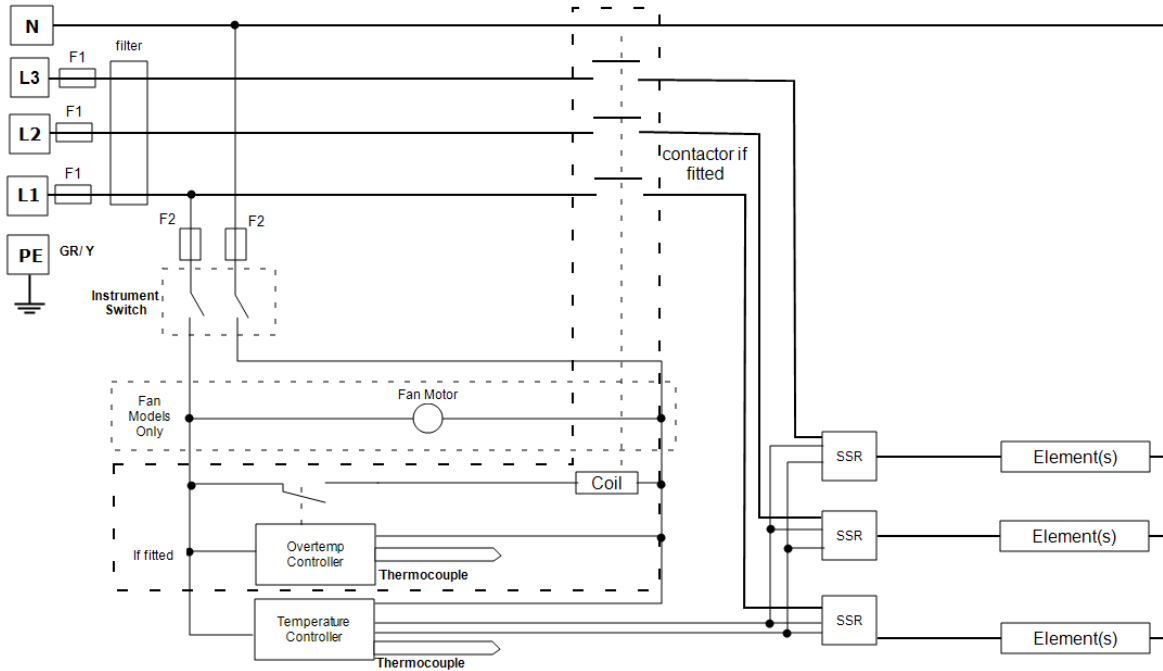 N
F1
filter
L3
F1
L2
F1
contactor if
fitted
L1
F2
F2
PE
GR/ Y
Instrument
Switch
Fan
Models
Only
Fan Motor
SSR
Element(s)
Coil
If fitted
Overtemp
Controller
Thermocouple
SSR
Element(s)
Temperature
Controller
Thermocouple
SSR
Element(s)